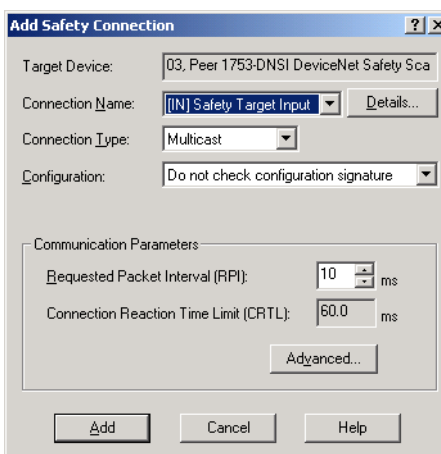 Add Safety Connection ? x
Target Device: 03, Peer 1753-DNSI DeviceNet Safety Sca
Connection Name: [IN] Safety Target Input Details...
Connection Type: Multicast
Configuration: Do not check configuration signature
Communication Parameters
Requested Packet Interval (RPI): 10 ms
Connection Reaction Time Limit (CRTL): 60.0 ms
Advanced...
Add Cancel Help